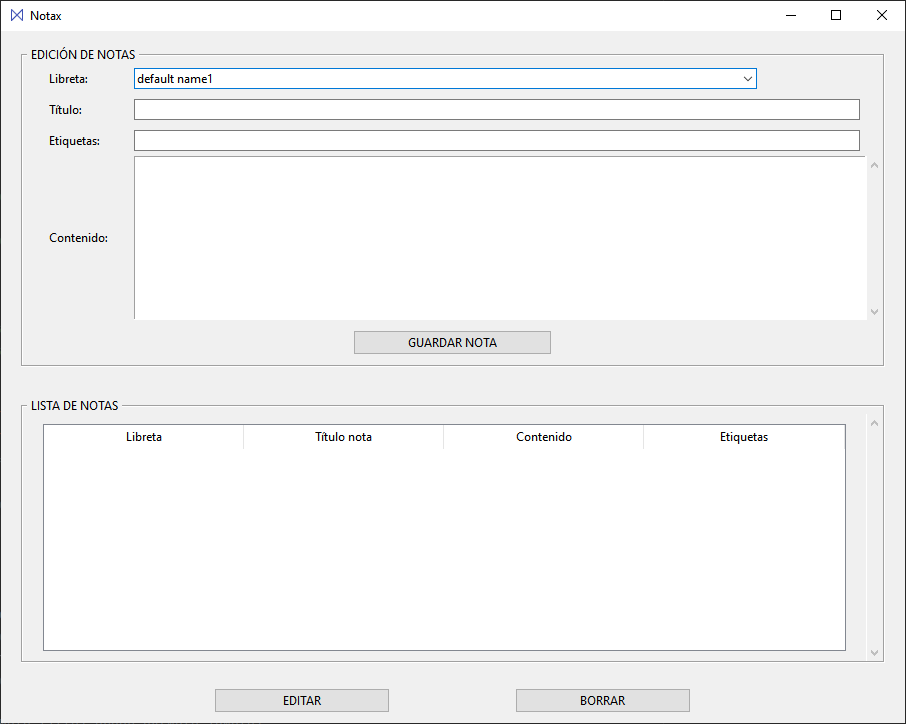 Notax
EDICIÓN DE NOTAS
Libreta:
default name1
Título:
Etiquetas:
Contenido:
GUARDAR NOTA
LISTA DE NOTAS
Libreta Título nota Contenido Etiquetas
EDITAR BORRAR